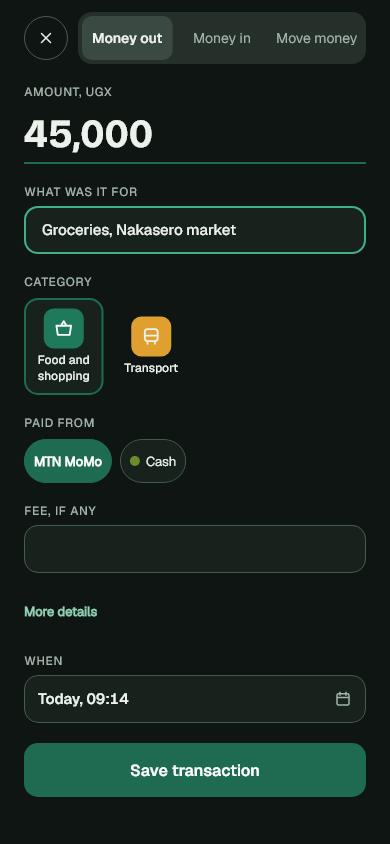 Money out
Money in
Move money
AMOUNT, UGX
45,000
WHAT WAS IT FOR
Groceries, Nakasero market
CATEGORY
Food and
shopping
Transport
PAID FROM
MTN MoMo
Cash
FEE, IF ANY
More details
WHEN
Today, 09:14
Save transaction